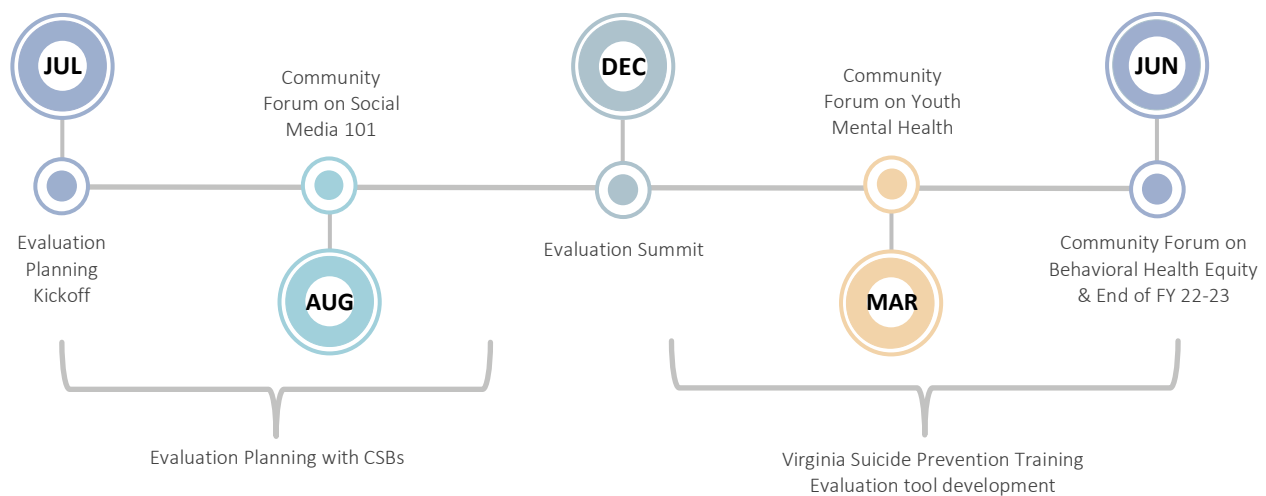 JUL
Evaluation
Planning
Kickoff
Community
Forum on Social
Media 101
AUG
DEC
Evaluation Summit
Community
Forum on Youth
Mental Health
MAR
JUN
Community Forum on
Behavioral Health Equity
& End of FY 22-23
Evaluation Planning with CSBs
Virginia Suicide Prevention Training
Evaluation tool development